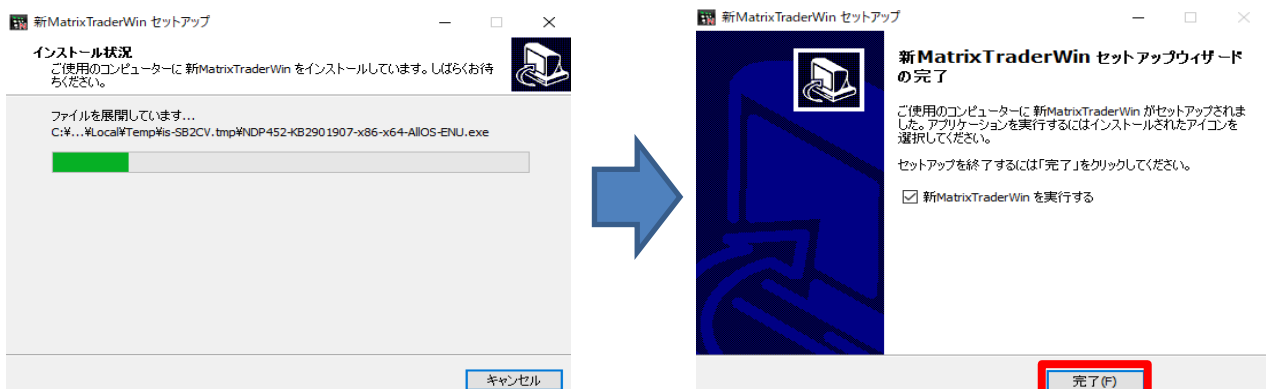 新MatrixTraderWin セットアップ
インストール状況
ご使用のコンピューターに 新MatrixTraderWin をインストールしています。しばらくお待
ちください。
ファイルを展開しています...
C:¥...¥Local¥Temp¥is-SB2CV.tmp¥NDP452-KB2901907-x86-x64-AllOS-ENU.exe
キャンセル
新MatrixTraderWin セットアップ
新MatrixTraderWin セットアップウィザード
の完了
ご使用のコンピューターに 新MatrixTraderWin がセットアップされま
した。アプリケーションを実行するにはインストールされたアイコンを
選択してください。
セットアップを終了するには「完了」をクリックしてください。
新MatrixTraderWin を実行する
完了(F)